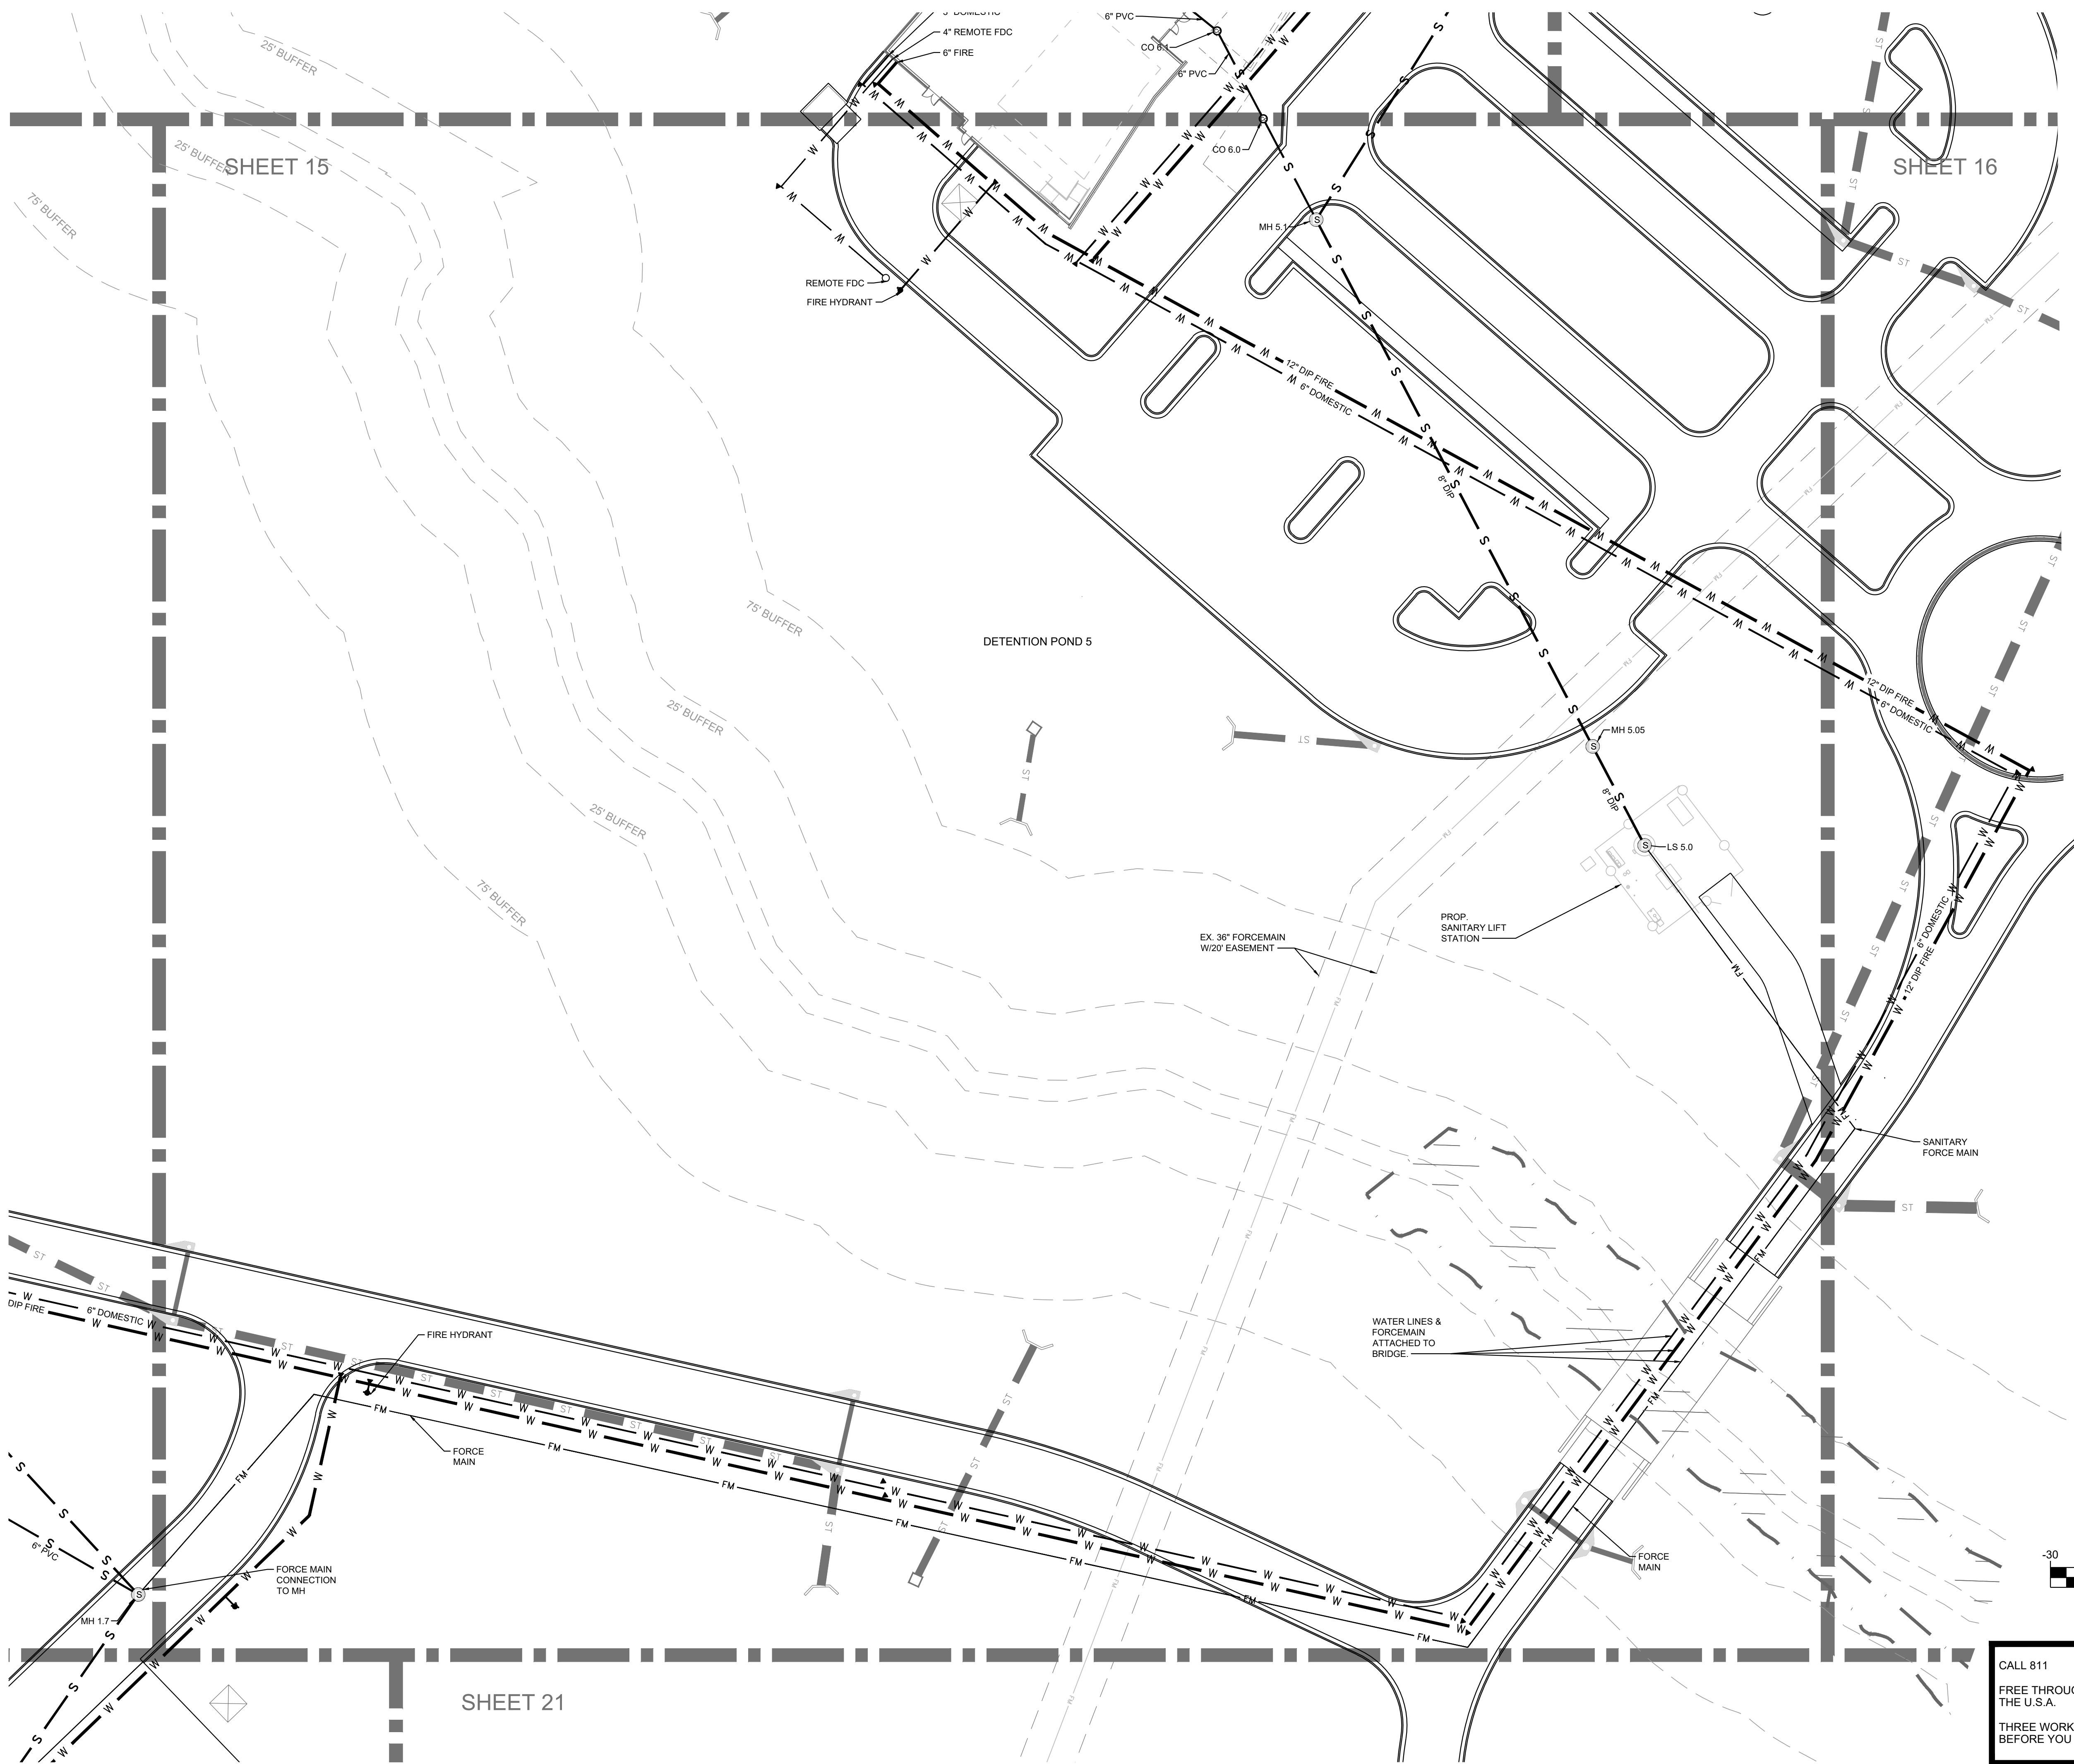 3" DOMESTIC
4" REMOTE FDC
6" FIRE
6" PVC
CO 6.1
6" PVC
CO 6.0
25' BUFFER
25' BUFFER
75' BUFFER
SHEET 15
SHEET 16
MH 5.1
REMOTE FDC
FIRE HYDRANT
12" DIP FIRE
6" DOMESTIC
8" DIP
75' BUFFER
DETENTION POND 5
25' BUFFER
12" DIP FIRE
6" DOMESTIC
MH 5.05
8" DIP
25' BUFFER
LS 5.0
75' BUFFER
PROP.
SANITARY LIFT
STATION
EX. 36" FORCEMAIN
W/20' EASEMENT
6" DOMESTIC
12" DIP FIRE
SANITARY
FORCE MAIN
WATER LINES &
FORCEMAIN
ATTACHED TO
BRIDGE.
DIP FIRE
6" DOMESTIC
FIRE HYDRANT
FORCE
MAIN
6" PVC
FORCE MAIN
CONNECTION
TO MH
MH 1.7
FORCE
MAIN
-30
SHEET 21
CALL 811
FREE THROUG
THE U.S.A.
THREE WORK
BEFORE YOU